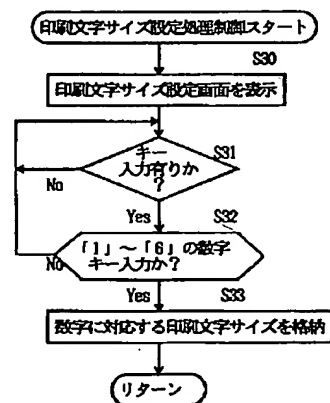 印刷文字サイズ設定処理制御スタート
S30
印刷文字サイズ設定画面を表示
キー
入力有りか
?
S31
No
Yes
S32
「1」～「6」の数字
キー入力か?
No
Yes
S33
数字に対応する印刷文字サイズを格納
リターン